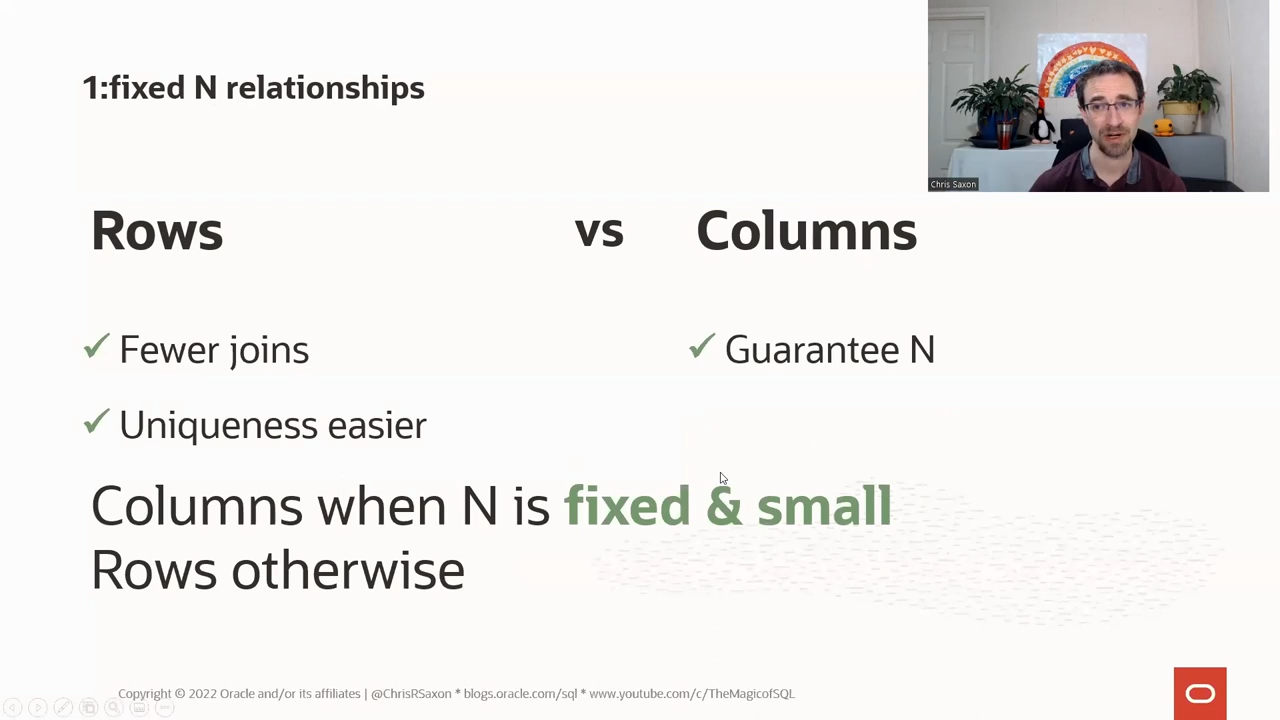 1:fixed N relationships
Chris Saxon
Rows vs Columns
✓ Fewer joins
✓ Guarantee N
✓ Uniqueness easier
Columns when N is fixed & small
Rows otherwise
Copyright © 2022 Oracle and/or its affiliates | @ChrisRSaxon * blogs.oracle.com/sql * www.youtube.com/c/TheMagicofSQL